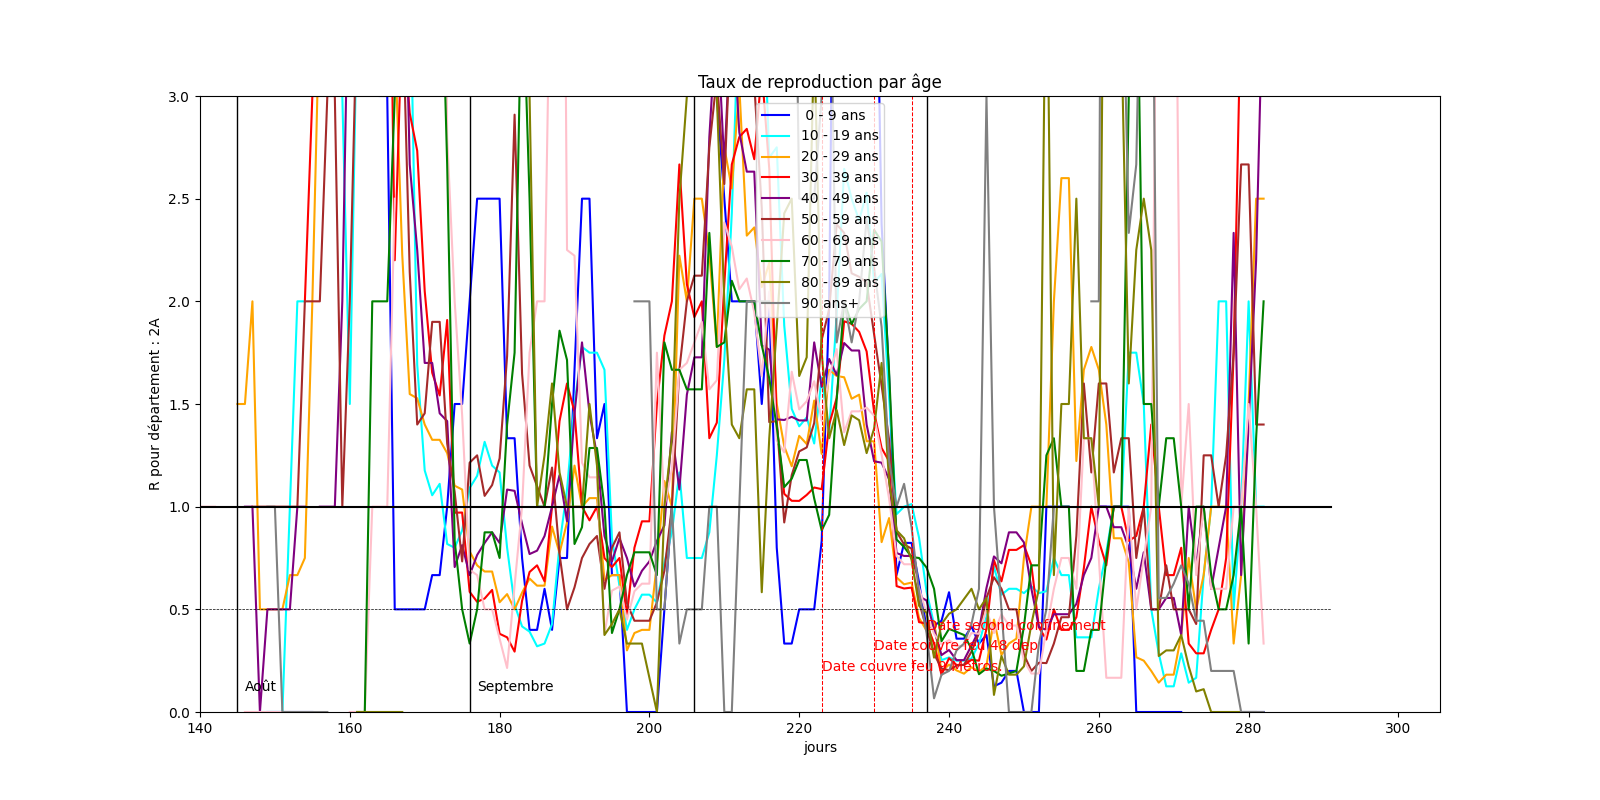 Taux de reproduction par âge
R pour département : 2A
3.0
2.5
2.0
1.5
1.0
0.5
0.0
0 - 9 ans
10 - 19 ans
20 - 29 ans
30 - 39 ans
40 - 49 ans
50 - 59 ans
60 - 69 ans
70 - 79 ans
80 - 89 ans
90 ans+
Date second confinement
Date couvre feu 48 dep
Date couvre feu 9 Métros
Août
Septembre
140 160 180 200 220 240 260 280 300
jours